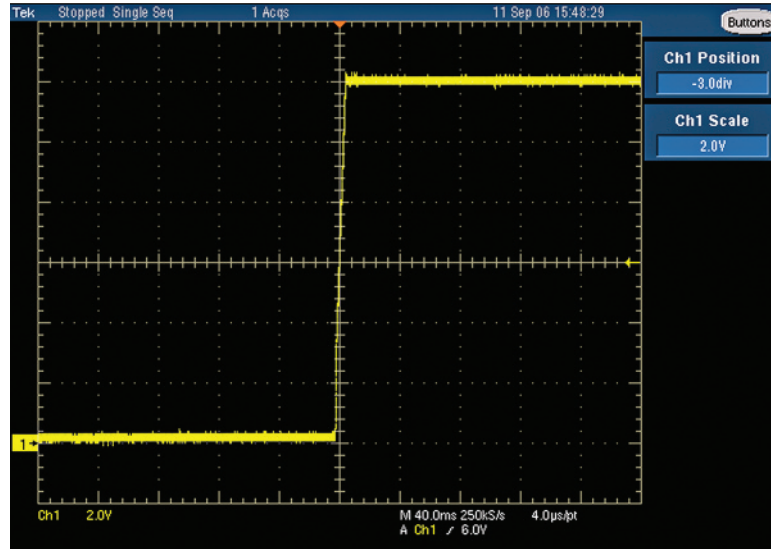 Tek Stopped Single Seq 1 Acqs 11 Sep 06 15:48:29
Buttons
Ch1 Position
-3.0div
Ch1 Scale
2.0V
1
Ch1 2.0V M 40.0ms 250kS/s 4.0µs/pt
A Ch1 / 6.0V